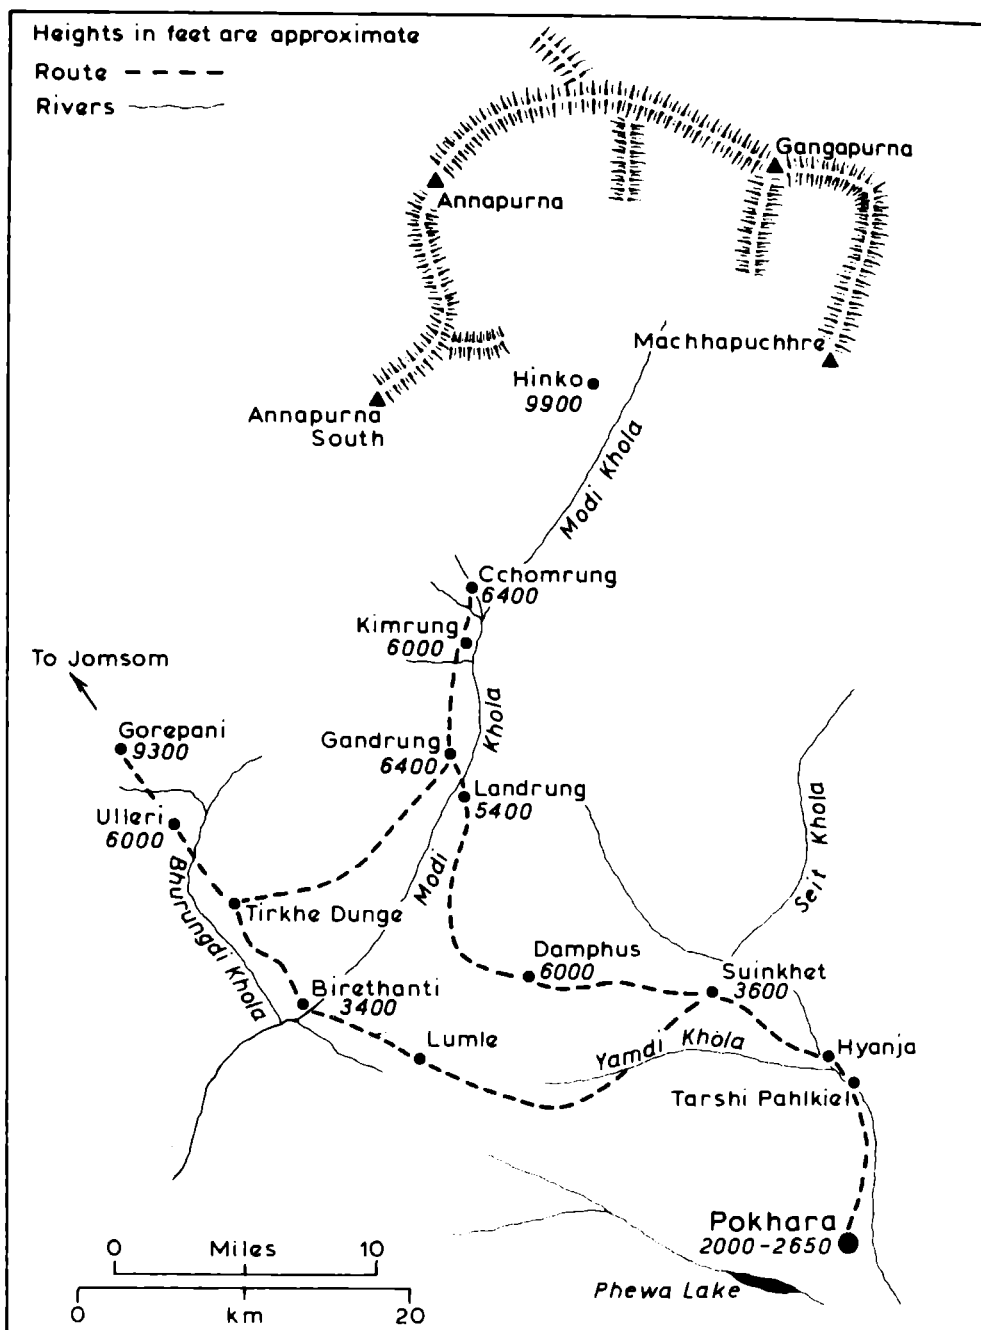 Heights in feet are approximate
Route
Rivers
Gangapurna
Annapurna
Machhapuchhre
Hinko
9900
Annapurna
South
Modi Khola
Cchomrung
6400
Kimrung
6000
To Jomsom
Gorepani
9300
Gandrung
6400
Khola
Landrung
5400
Ulleri
6000
Modi
Seit Khola
Bhurungdi Khola
Tirkhe Dunge
Damphus
6000
Suinkhet
3600
Birethanti
3400
Lumle
Yamdi Khola
Hyanja
Tarshi Pahlkiel
Pokhara
2000-2650
Phewa Lake
0 Miles 10
0 km 20